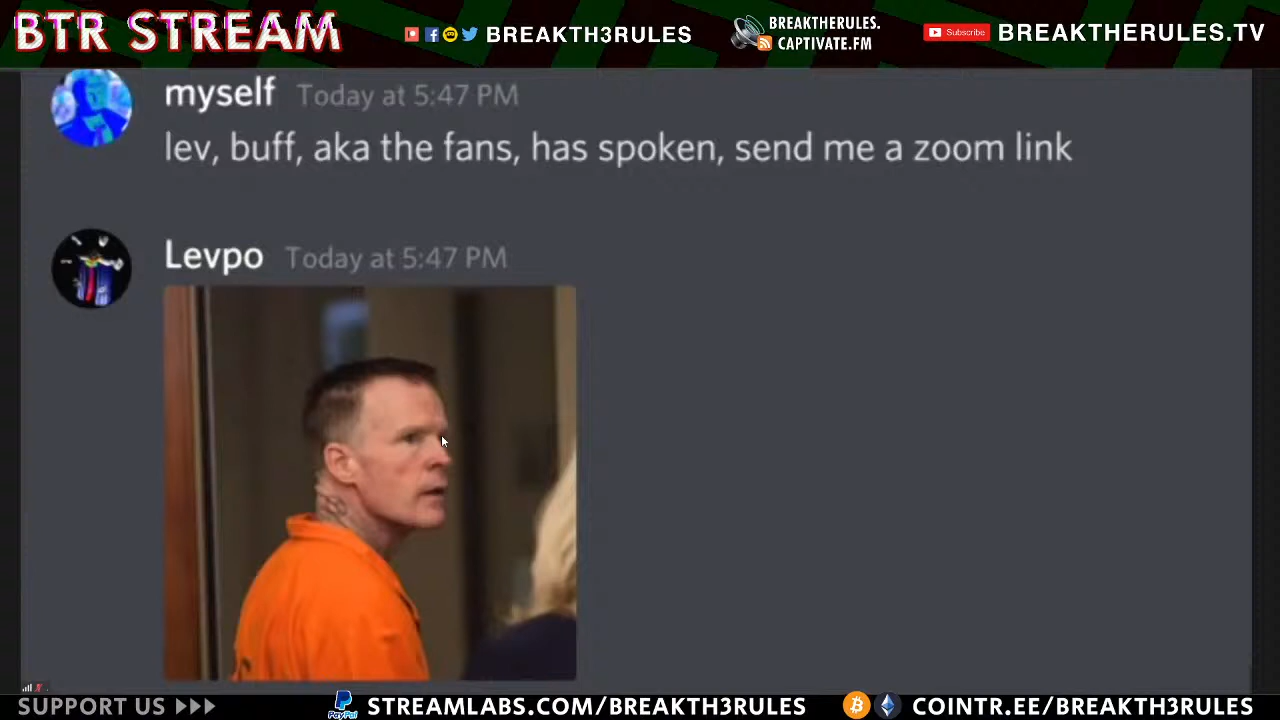 BTR STREAM
BREAKTH3RULES
BREAKTHERULES.
CAPTIVATE.FM
Subscribe
BREAKTHERULES.TV
myself Today at 5:47 PM
lev, buff, aka the fans, has spoken, send me a zoom link
Levpo Today at 5:47 PM
SUPPORT US
PayPal
STREAMLABS.COM/BREAKTH3RULES
COINTR.EE/BREAKTH3RULES